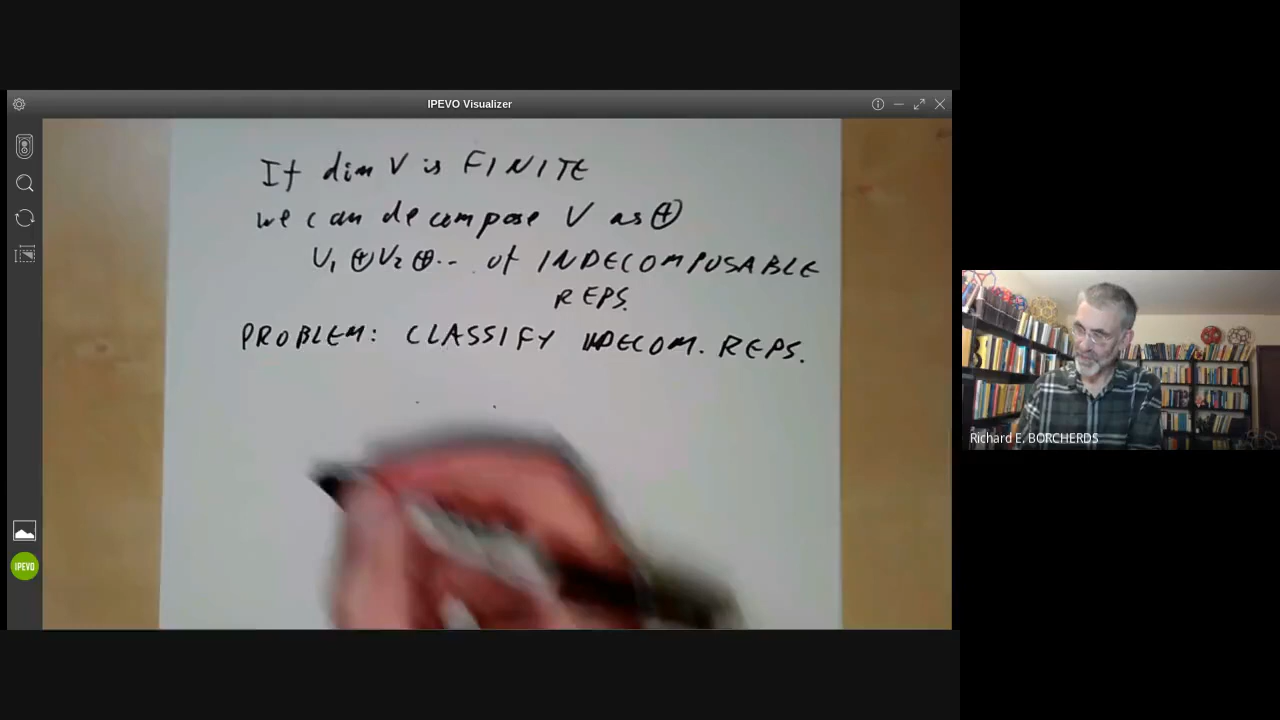 IPEVO Visualizer
If dim V is FINITE
we can decompose V as ⊕
V₁ ⊕ V₂ ⊕ .. of INDECOMPOSABLE
REPS.
PROBLEM: CLASSIFY INDECOM. REPS.
IPEVO
Richard E. BORCHERDS